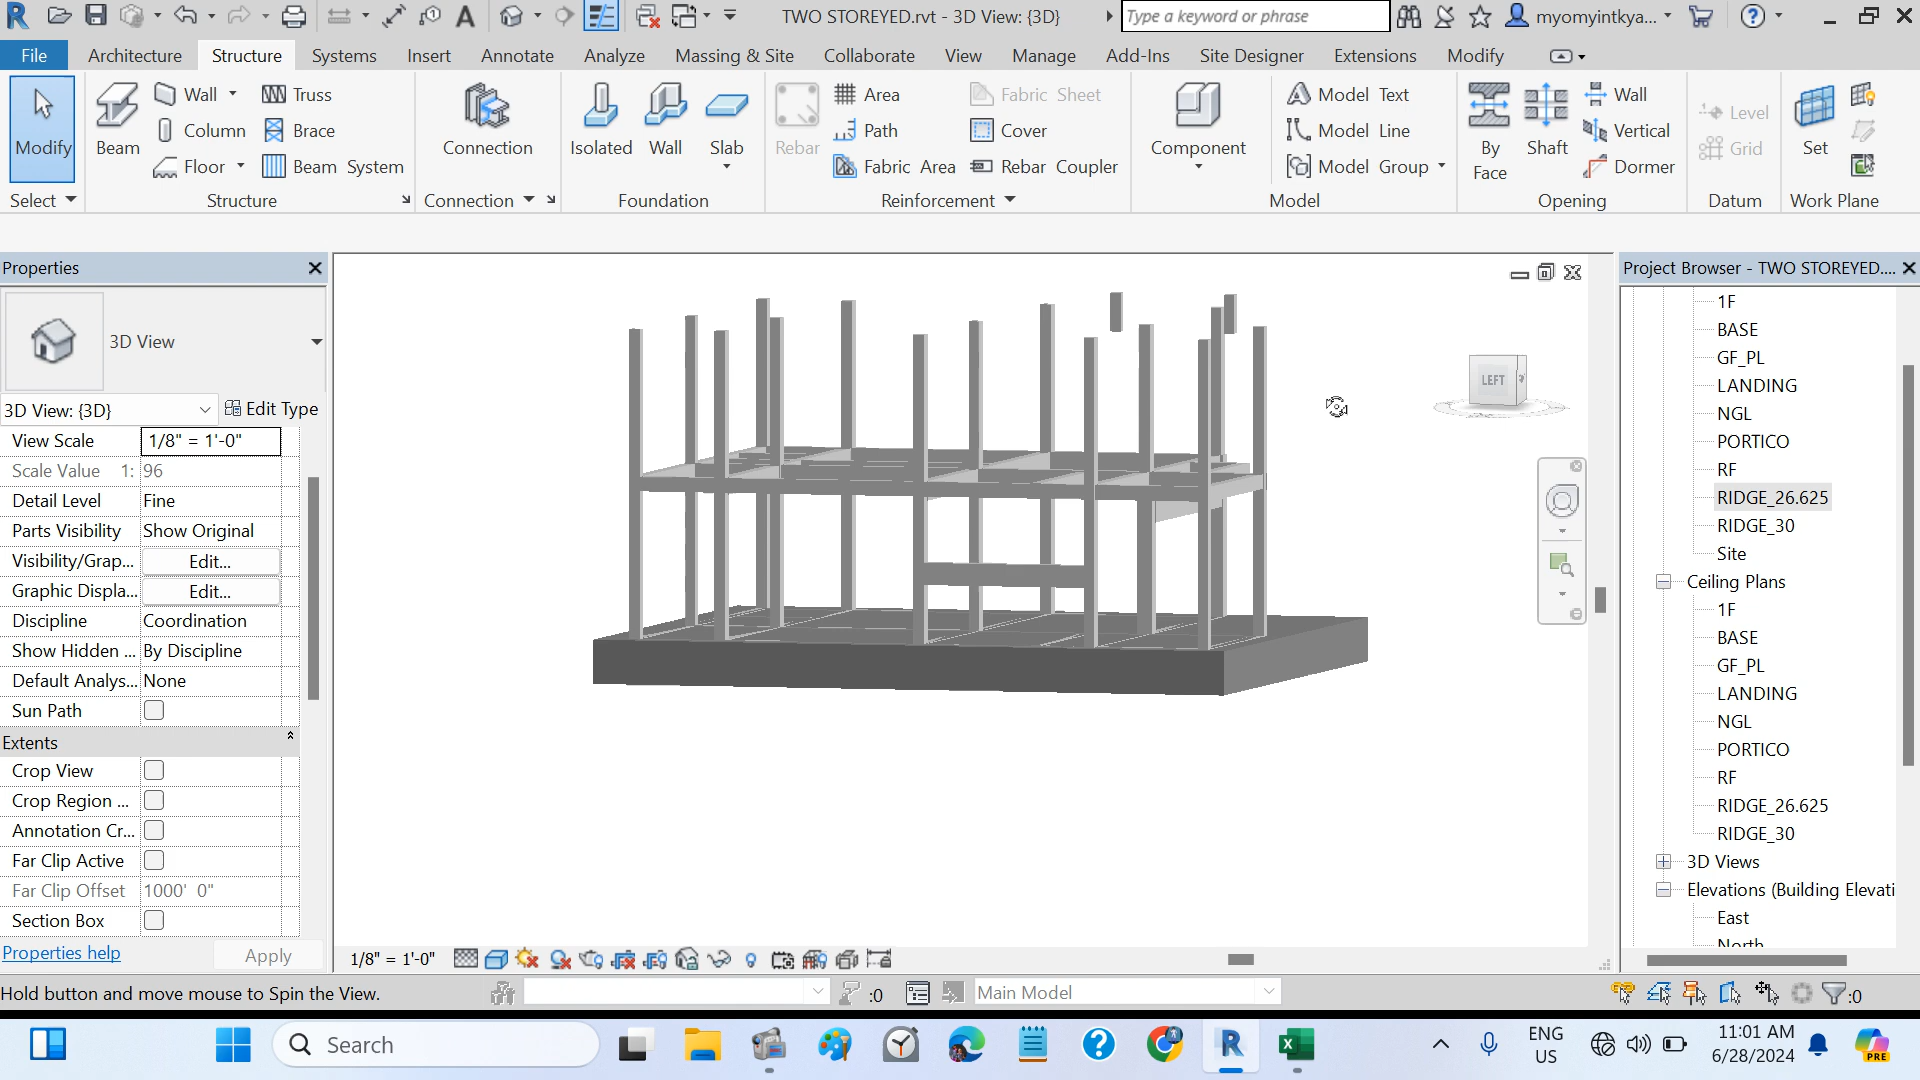 TWO STOREYED.rvt - 3D View: {3D}
Type a keyword or phrase
myomyintkya...
File
Architecture
Structure
Systems
Insert
Annotate
Analyze
Massing & Site
Collaborate
View
Manage
Add-Ins
Site Designer
Extensions
Modify
Modify
Select
Beam
Wall
Column
Floor
Truss
Brace
Beam System
Structure
Connection
Connection
Isolated
Wall
Slab
Foundation
Rebar
Area
Path
Fabric Area
Fabric Sheet
Cover
Rebar Coupler
Reinforcement
Component
Model Text
Model Line
Model Group
Model
By Face
Shaft
Wall
Vertical
Dormer
Opening
Level
Grid
Datum
Set
Work Plane
Properties
3D View
3D View: {3D}
Edit Type
View Scale 1/8" = 1'-0"
Scale Value 1: 96
Detail Level Fine
Parts Visibility Show Original
Visibility/Grap... Edit...
Graphic Displa... Edit...
Discipline Coordination
Show Hidden ... By Discipline
Default Analys... None
Sun Path
Extents
Crop View
Crop Region ...
Annotation Cr...
Far Clip Active
Far Clip Offset 1000' 0"
Section Box
Properties help
Apply
LEFT
1/8" = 1'-0"
Project Browser - TWO STOREYED....
1F
BASE
GF_PL
LANDING
NGL
PORTICO
RF
RIDGE_26.625
RIDGE_30
Site
Ceiling Plans
1F
BASE
GF_PL
LANDING
NGL
PORTICO
RF
RIDGE_26.625
RIDGE_30
3D Views
Elevations (Building Elevati
East
North
Hold button and move mouse to Spin the View.
:0
Main Model
:0
Search
ENG
US
11:01 AM
6/28/2024
PRE